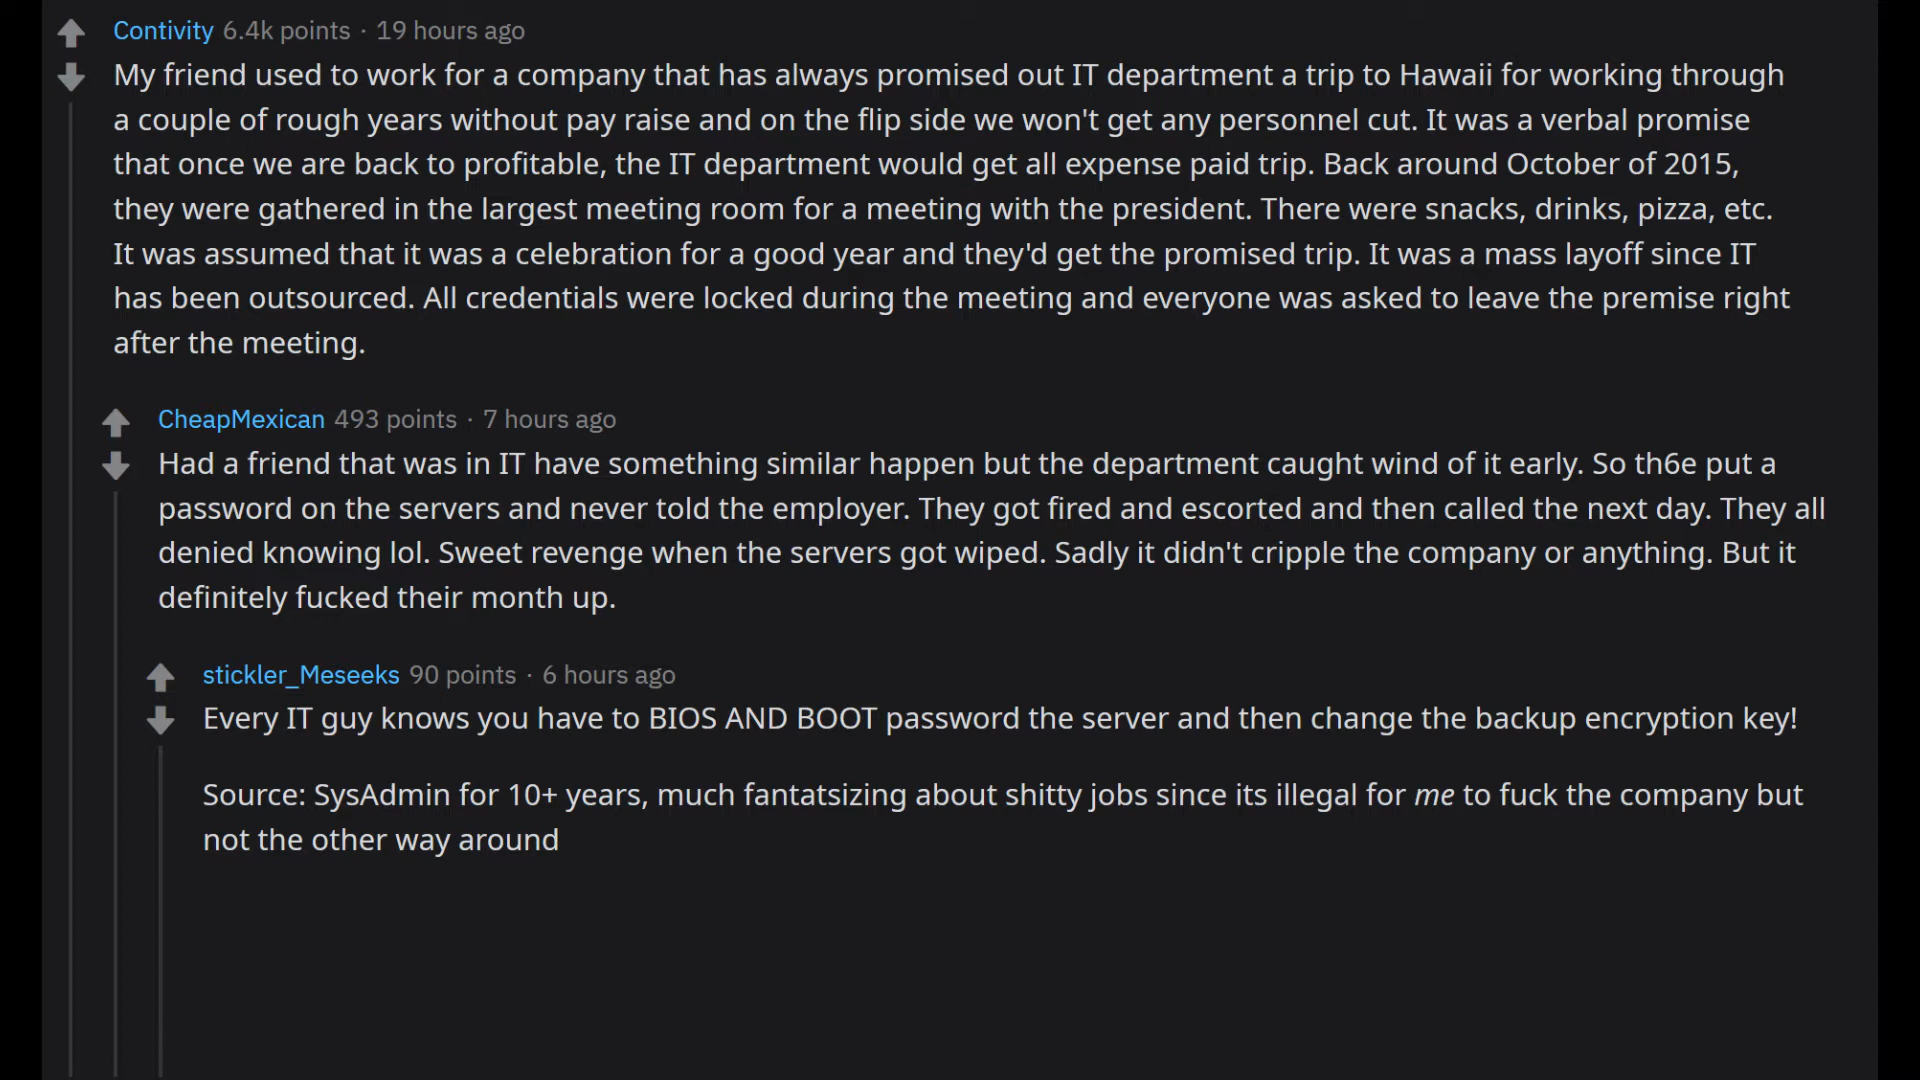 Contivity 6.4k points · 19 hours ago
My friend used to work for a company that has always promised out IT department a trip to Hawaii for working through
a couple of rough years without pay raise and on the flip side we won't get any personnel cut. It was a verbal promise
that once we are back to profitable, the IT department would get all expense paid trip. Back around October of 2015,
they were gathered in the largest meeting room for a meeting with the president. There were snacks, drinks, pizza, etc.
It was assumed that it was a celebration for a good year and they'd get the promised trip. It was a mass layoff since IT
has been outsourced. All credentials were locked during the meeting and everyone was asked to leave the premise right
after the meeting.
CheapMexican 493 points · 7 hours ago
Had a friend that was in IT have something similar happen but the department caught wind of it early. So th6e put a
password on the servers and never told the employer. They got fired and escorted and then called the next day. They all
denied knowing lol. Sweet revenge when the servers got wiped. Sadly it didn't cripple the company or anything. But it
definitely fucked their month up.
stickler_Meseeks 90 points · 6 hours ago
Every IT guy knows you have to BIOS AND BOOT password the server and then change the backup encryption key!
Source: SysAdmin for 10+ years, much fantatsizing about shitty jobs since its illegal for me to fuck the company but
not the other way around